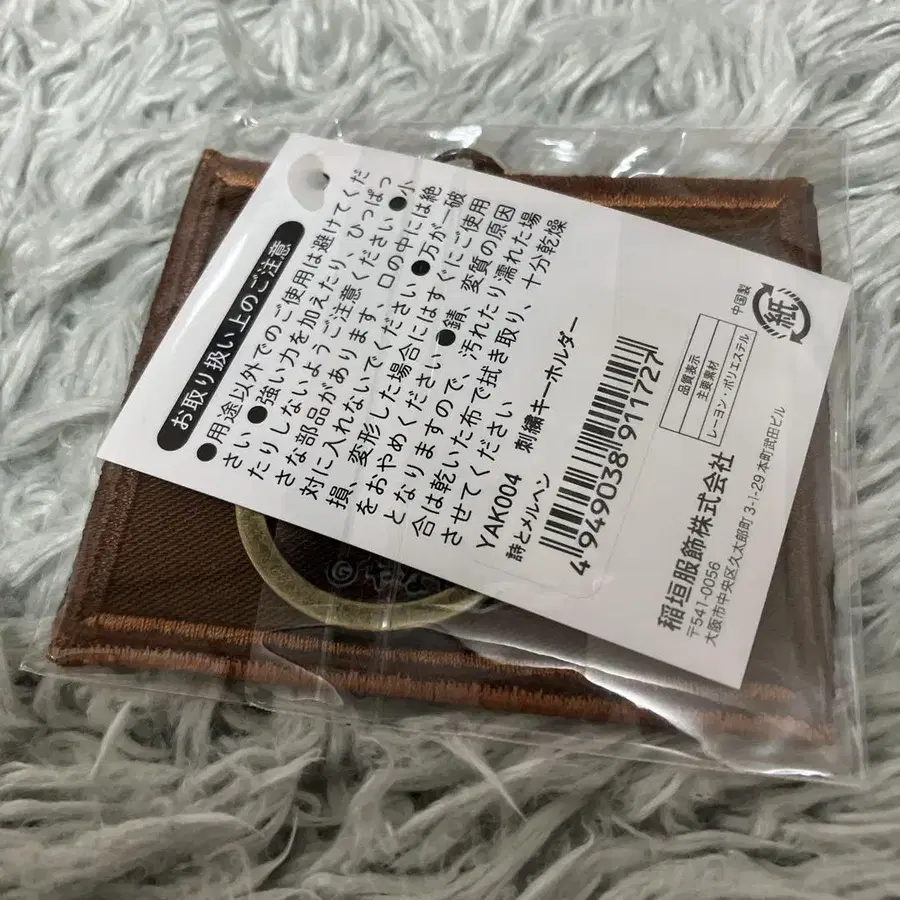 お取り扱い上のご注意
●用途以外でのご使用は避けてくだ
さい ●強い力を加えたり、ひっぱっ
たりしないようご注意ください ●小
さな部品があります、口の中には絶
対に入れないでください ●万が一破
損、変形した場合にはすぐにご使用
をおやめください ●錆、変質の原因
となりますので、汚れたり濡れた場
合は乾いた布で拭き取り、十分乾燥
させてください
YAK004 刺繍キーホルダー
詩とメルヘン
4949038911727
品質表示
主要素材
レーヨン・ポリエステル
中国製
紙
稲垣服飾株式会社
〒541-0056
大阪市中央区久太郎町 3-1-29 本町武田ビル
©